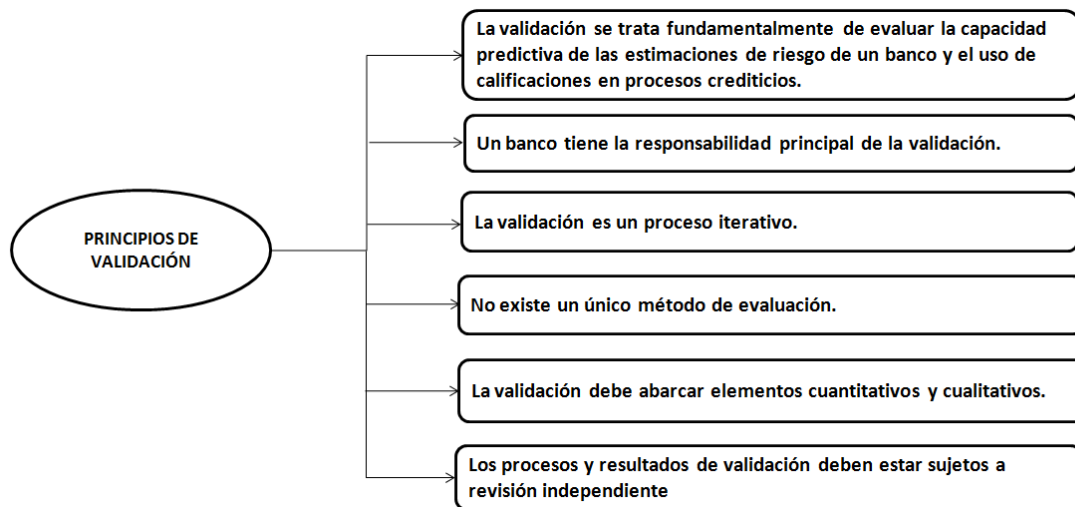 PRINCIPIOS DE
VALIDACIÓN
La validación se trata fundamentalmente de evaluar la capacidad
predictiva de las estimaciones de riesgo de un banco y el uso de
calificaciones en procesos crediticios.
Un banco tiene la responsabilidad principal de la validación.
La validación es un proceso iterativo.
No existe un único método de evaluación.
La validación debe abarcar elementos cuantitativos y cualitativos.
Los procesos y resultados de validación deben estar sujetos a
revisión independiente